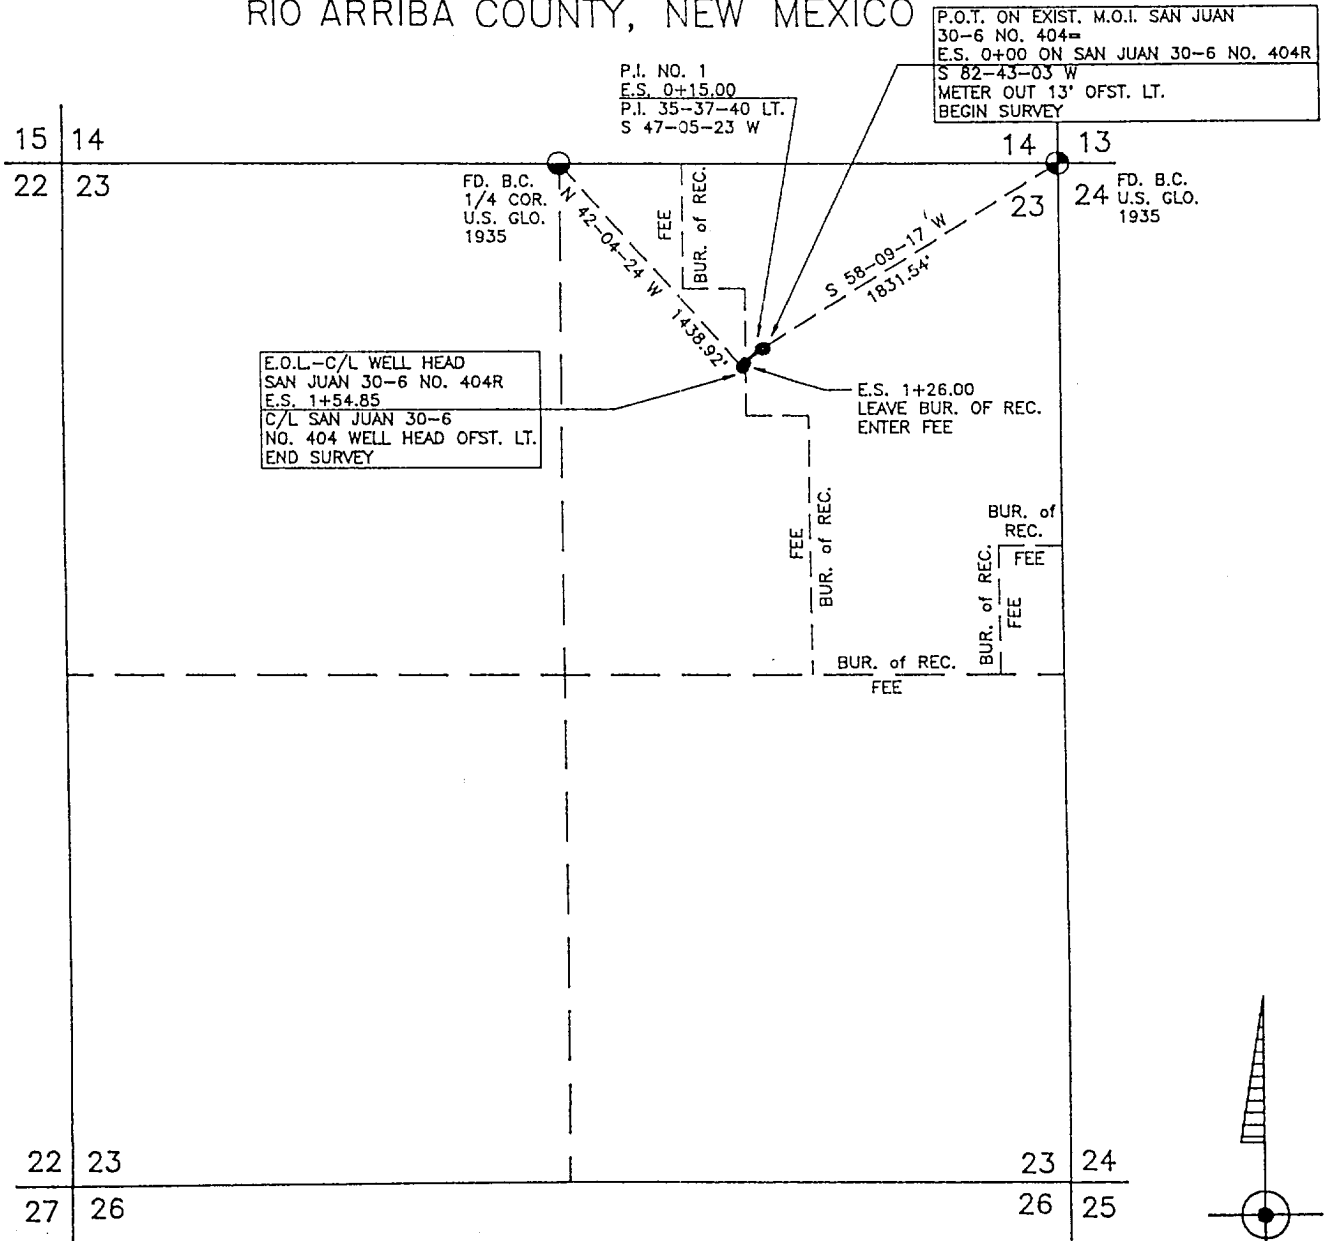 RIO ARRIBA COUNTY, NEW MEXICO
P.O.T. ON EXIST. M.O.I. SAN JUAN
30-6 NO. 404=
E.S. 0+00 ON SAN JUAN 30-6 NO. 404R
S 82-43-03 W
METER OUT 13' OFST. LT.
BEGIN SURVEY
P.I. NO. 1
E.S. 0+15.00
P.I. 35-37-40 LT.
S 47-05-23 W
15 14
22 23
14 13
23 24
FD. B.C.
1/4 COR.
U.S. GLO.
1935
FD. B.C.
U.S. GLO.
1935
N 42-04-24 W
1438.92'
FEE
BUR. of REC.
S 58-09-17 W
1831.54'
E.O.L.-C/L WELL HEAD
SAN JUAN 30-6 NO. 404R
E.S. 1+54.85
C/L SAN JUAN 30-6
NO. 404 WELL HEAD OFST. LT.
END SURVEY
E.S. 1+26.00
LEAVE BUR. OF REC.
ENTER FEE
FEE
BUR. of REC.
BUR. of
REC.
FEE
BUR. of REC.
FEE
BUR. of REC.
FEE
22 23
27 26
23 24
26 25